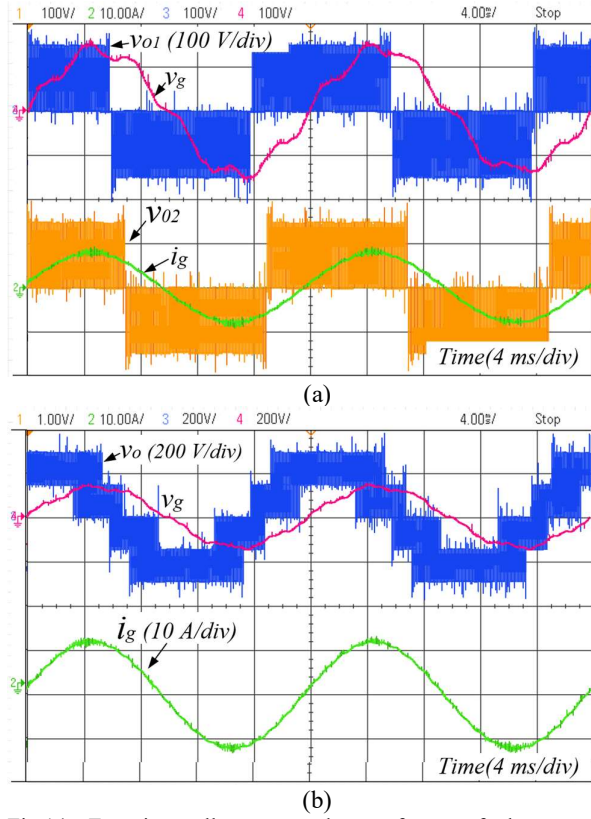 1 100V/ 2 10.00A/ 3 100V/ 4 100V/ 4.00ms/ Stop
vo1 (100 V/div)
vg
v02
ig
2
Time(4 ms/div)
(a)
1 1.00V/ 2 10.00A/ 3 200V/ 4 200V/ 4.00ms/ Stop
vo (200 V/div)
vg
ig (10 A/div)
2
Time(4 ms/div)
(b)